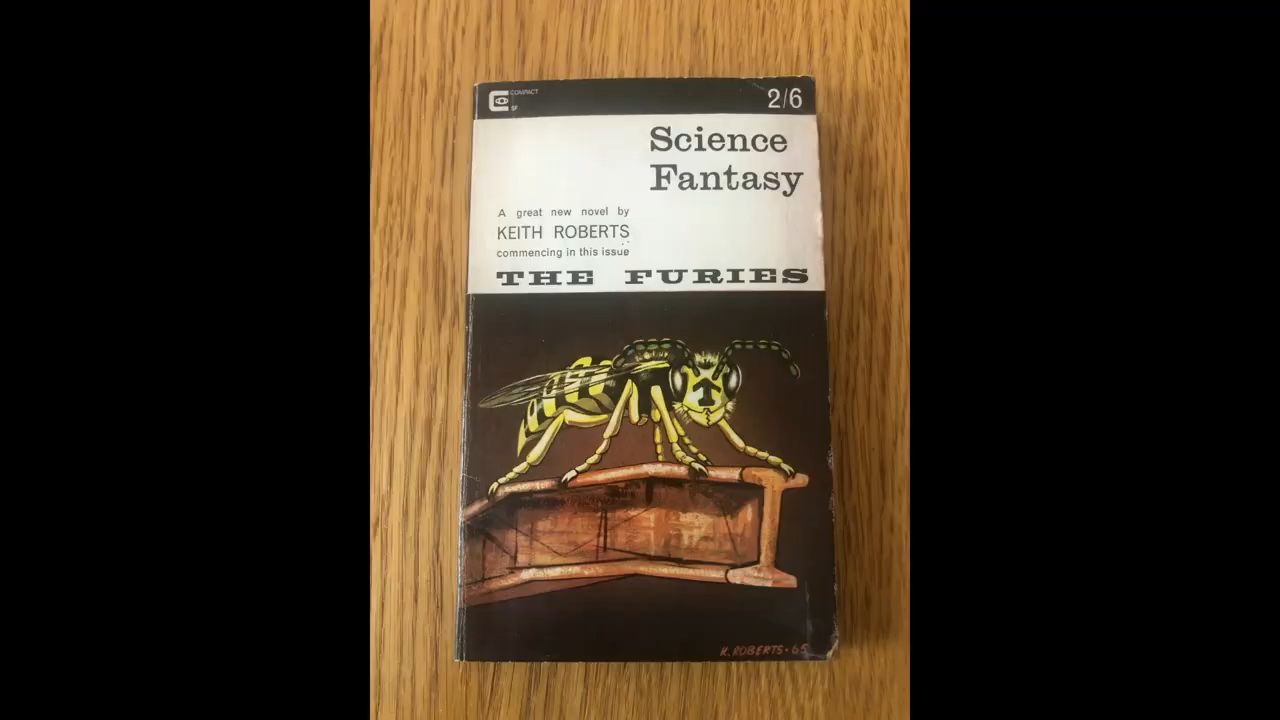 COMPACT
SF
2/6
Science
Fantasy
A great new novel by
KEITH ROBERTS
commencing in this issue
THE FURIES
K. ROBERTS · 65